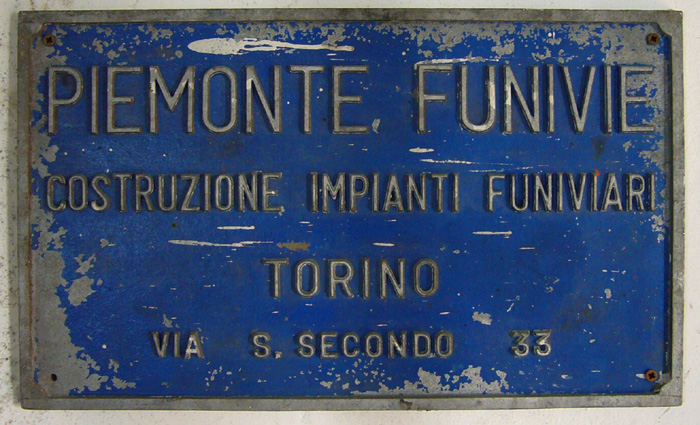 PIEMONTE FUNIVIE
COSTRUZIONE IMPIANTI FUNIVIARI
TORINO
VIA S. SECONDO 33